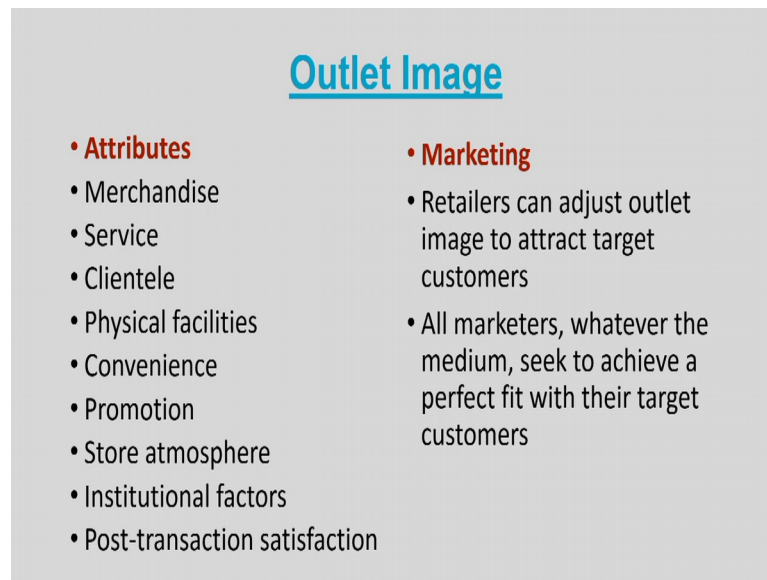 Outlet Image
• Attributes
• Merchandise
• Service
• Clientele
• Physical facilities
• Convenience
• Promotion
• Store atmosphere
• Institutional factors
• Post-transaction satisfaction
• Marketing
• Retailers can adjust outlet
image to attract target
customers
• All marketers, whatever the
medium, seek to achieve a
perfect fit with their target
customers